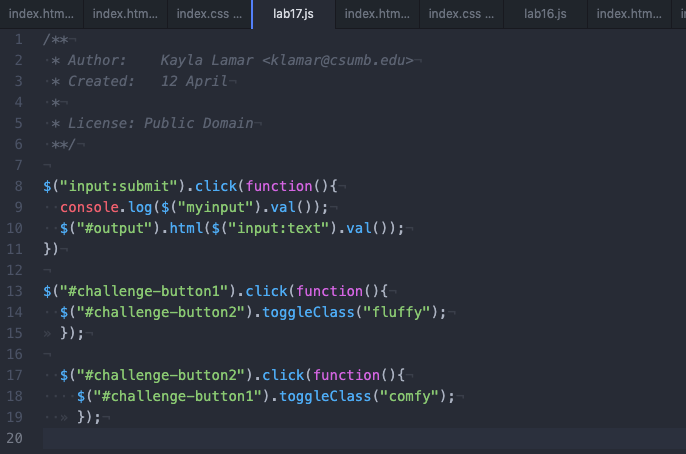 index.htm... index.htm... index.css ... lab17.js index.htm... index.css ... lab16.js index.htm...
1 /**
2 * Author: Kayla Lamar <klamar@csumb.edu>
3 * Created: 12 April
4 *
5 * License: Public Domain
6 **/
7
8 $("input:submit").click(function(){
9 console.log($("myinput").val());
10 $("#output").html($("input:text").val());
11 })
12
13 $("#challenge-button1").click(function(){
14 $("#challenge-button2").toggleClass("fluffy");
15 });
16
17 $("#challenge-button2").click(function(){
18 $("#challenge-button1").toggleClass("comfy");
19 });
20